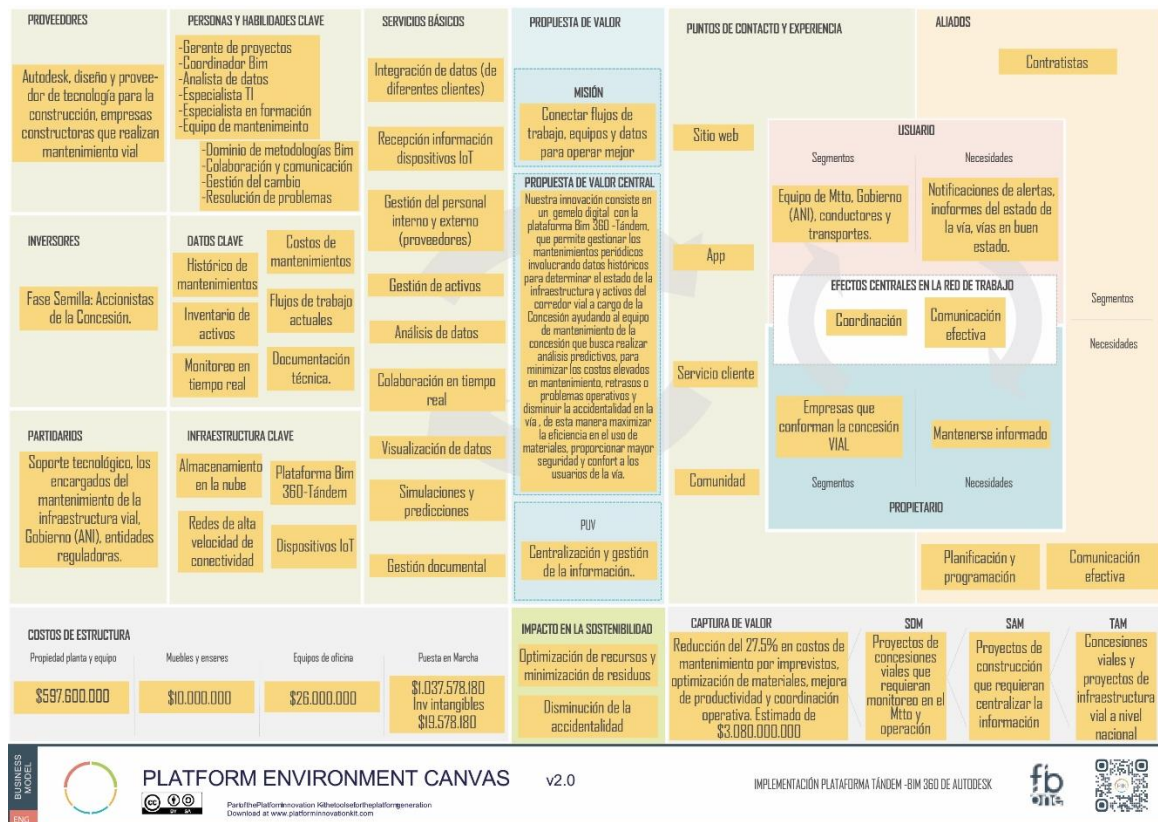 PROVEEDORES
Autodesk, diseño y provee-
dor de tecnología para la
construcción, empresas
constructoras que realizan
mantenimiento vial
PERSONAS Y HABILIDADES CLAVE
-Gerente de proyectos
-Coordinador Bim
-Analista de datos
-Especialista TI
-Especialista en formación
-Equipo de mantenimeinto
-Dominio de metodologías Bim
-Colaboración y comunicación
-Gestión del cambio
-Resolución de problemas
INVERSORES
Fase Semilla: Accionistas
de la Concesión.
DATOS CLAVE
Histórico de
mantenimientos
Inventario de
activos
Monitoreo en
tiempo real
Costos de
mantenimientos
Flujos de trabajo
actuales
Documentación
técnica.
PARTIDARIOS
Soporte tecnológico, los
encargados del
mantenimiento de la
infraestructura vial,
Gobierno (ANI), entidades
reguladoras.
INFRAESTRUCTURA CLAVE
Almacenamiento
en la nube
Redes de alta
velocidad de
conectividad
Plataforma Bim
360-Tándem
Dispositivos IoT
SERVICIOS BÁSICOS
Integración de datos (de
diferentes clientes)
Recepción información
dispositivos IoT
Gestión del personal
interno y externo
(proveedores)
Gestión de activos
Análisis de datos
Colaboración en tiempo
real
Visualización de datos
Simulaciones y
predicciones
Gestión documental
PROPUESTA DE VALOR
MISIÓN
Conectar flujos de
trabajo, equipos y datos
para operar mejor
PROPUESTA DE VALOR CENTRAL
Nuestra innovación consiste en
un gemelo digital con la
plataforma Bim 360 -Tándem,
que permite gestionar los
mantenimientos periódicos
involucrando datos históricos
para determinar el estado de la
infraestructura y activos del
corredor vial a cargo de la
Concesión ayudando al equipo
de mantenimiento de la
concesión que busca realizar
análisis predictivos, para
minimizar los costos elevados
en mantenimiento, retrasos o
problemas operativos y
disminuir la accidentalidad en la
vía , de esta manera maximizar
la eficiencia en el uso de
materiales, proporcionar mayor
seguridad y confort a los
usuarios de la vía.
PUV
Centralización y gestión
de la información..
PUNTOS DE CONTACTO Y EXPERIENCIA
Sitio web
App
Servicio cliente
Comunidad
USUARIO
Segmentos
Necesidades
Equipo de Mtto, Gobierno
(ANI), conductores y
transportes.
Notificaciones de alertas,
inoformes del estado de
la vía, vías en buen
estado.
EFECTOS CENTRALES EN LA RED DE TRABAJO
Coordinación
Comunicación
efectiva
Empresas que
conforman la concesión
VIAL
Mantenerse informado
Segmentos
Necesidades
PROPIETARIO
ALIADOS
Contratistas
Segmentos
Necesidades
Planificación y
programación
Comunicación
efectiva
COSTOS DE ESTRUCTURA
Propiedad planta y equipo
$597.600.000
Muebles y enseres
$10.000.000
Equipos de oficina
$26.000.000
Puesta en Marcha
$1.037.578.180
Inv intangibles
$19.578.180
IMPACTO EN LA SOSTENIBILIDAD
Optimización de recursos y
minimización de residuos
Disminución de la
accidentalidad
CAPTURA DE VALOR
Reducción del 27.5% en costos de
mantenimiento por imprevistos,
optimización de materiales, mejora
de productividad y coordinación
operativa. Estimado de
$3.080.000.000
SOM
Proyectos de
concesiones viales
que requieran
monitoreo en el
Mtto y
operación
SAM
Proyectos de
construcción
que requieran
centralizar la
información
TAM
Concesiones
viales y
proyectos de
infraestructura
vial a nivel
nacional
BUSINESS
MODEL
ENG
PLATFORM ENVIRONMENT CANVAS v2.0
cc BY SA
PartofthePlatformInnovation Kitthetoolsetfortheplatformgeneration
Download at www.platforminnovationkit.com
IMPLEMENTACIÓN PLATAFORMA TÁNDEM -BIM 360 DE AUTODESK
fb
one